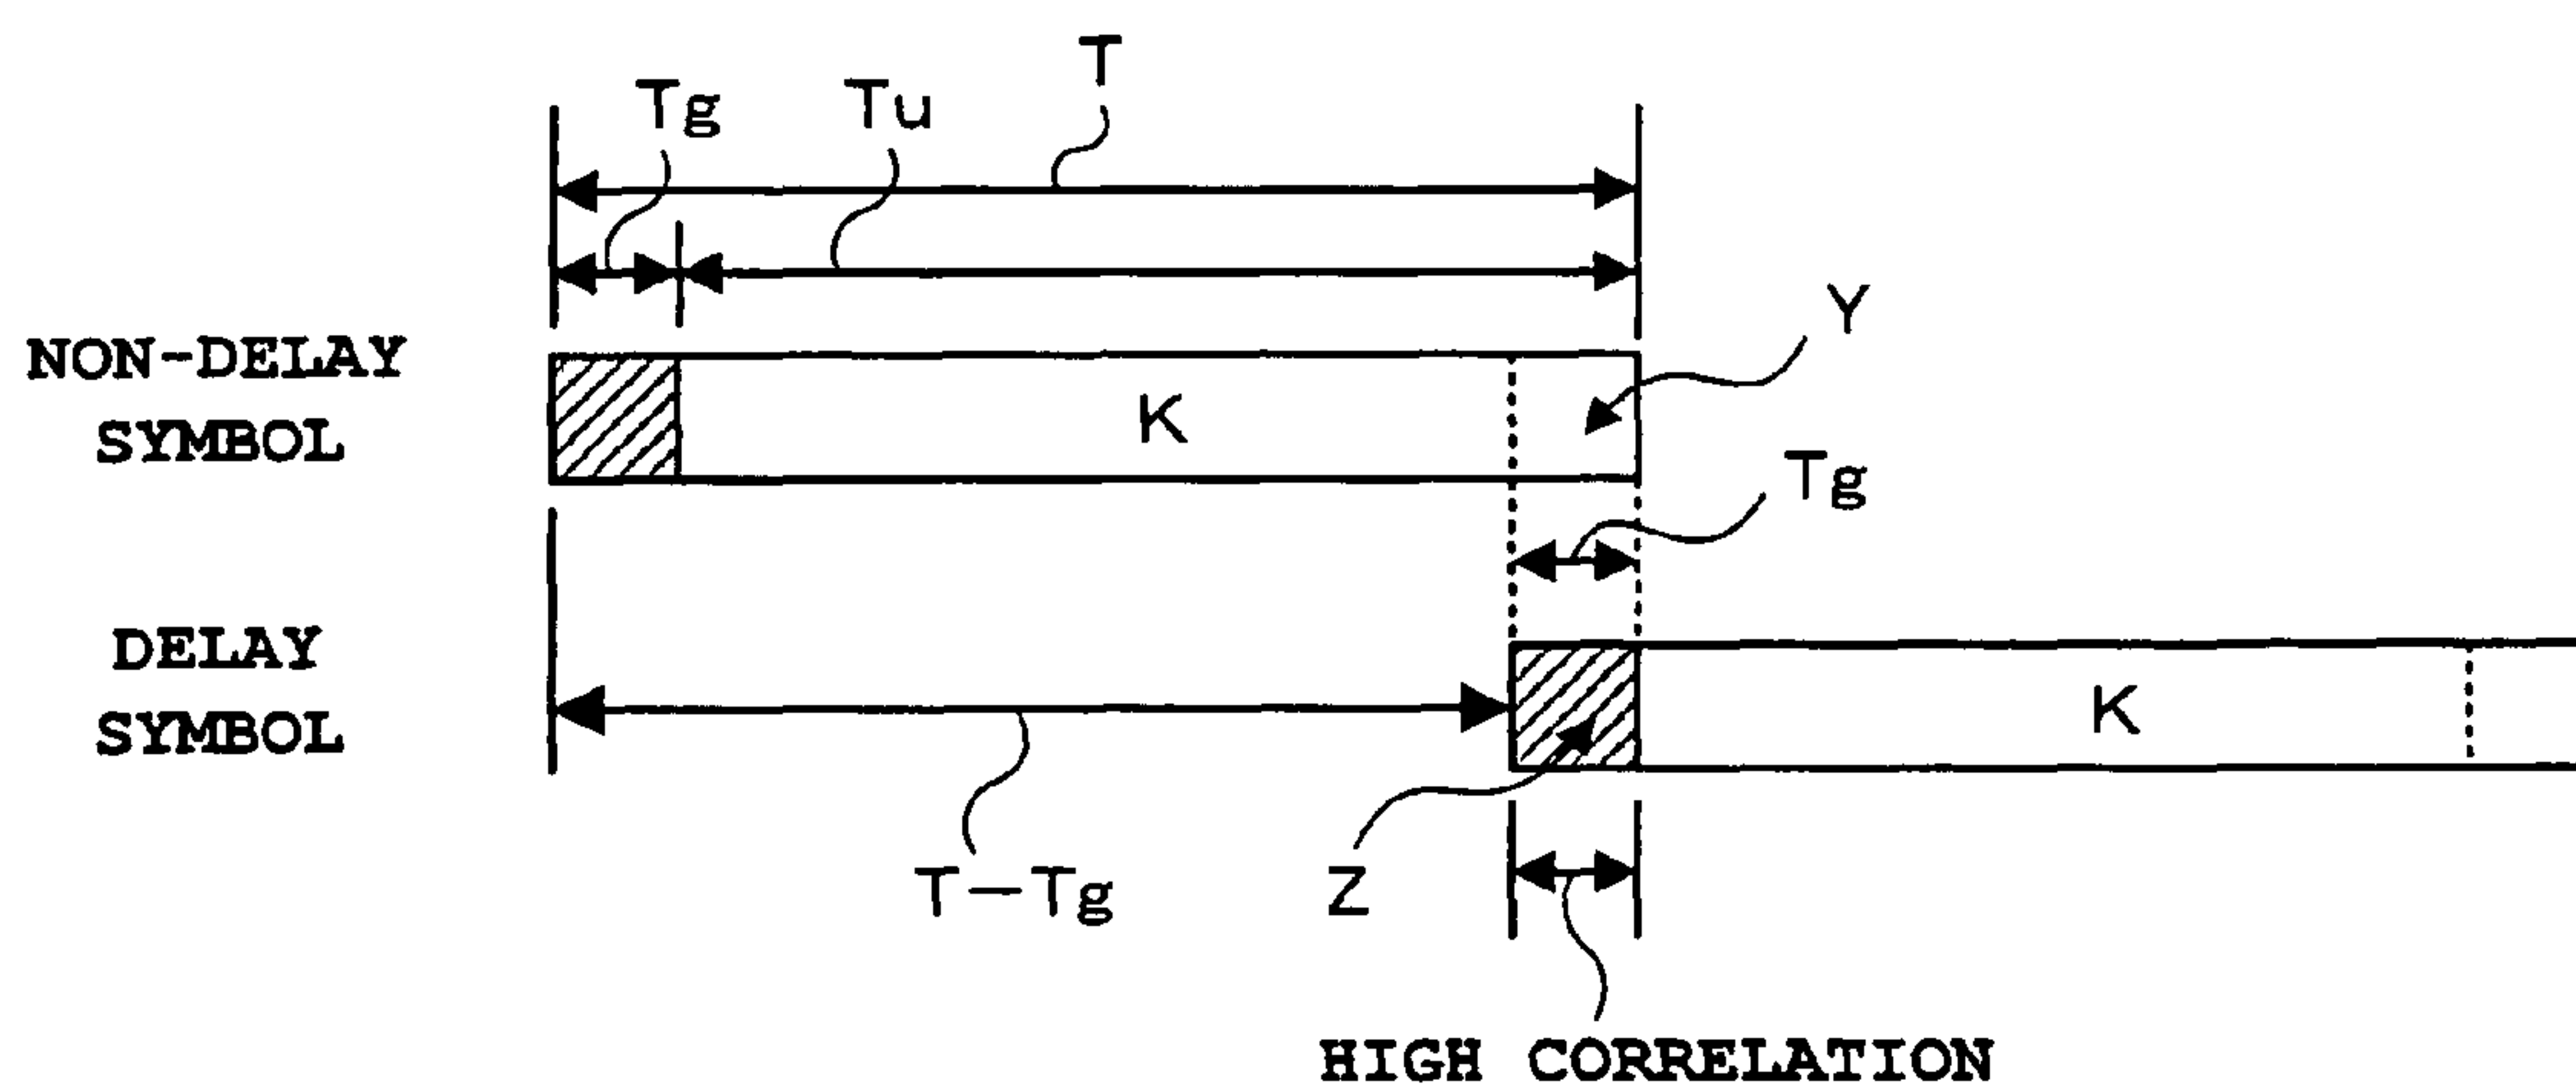 T
Tg
Tu
Y
NON-DELAY
SYMBOL
K
Tg
DELAY
SYMBOL
K
T-Tg
Z
HIGH CORRELATION